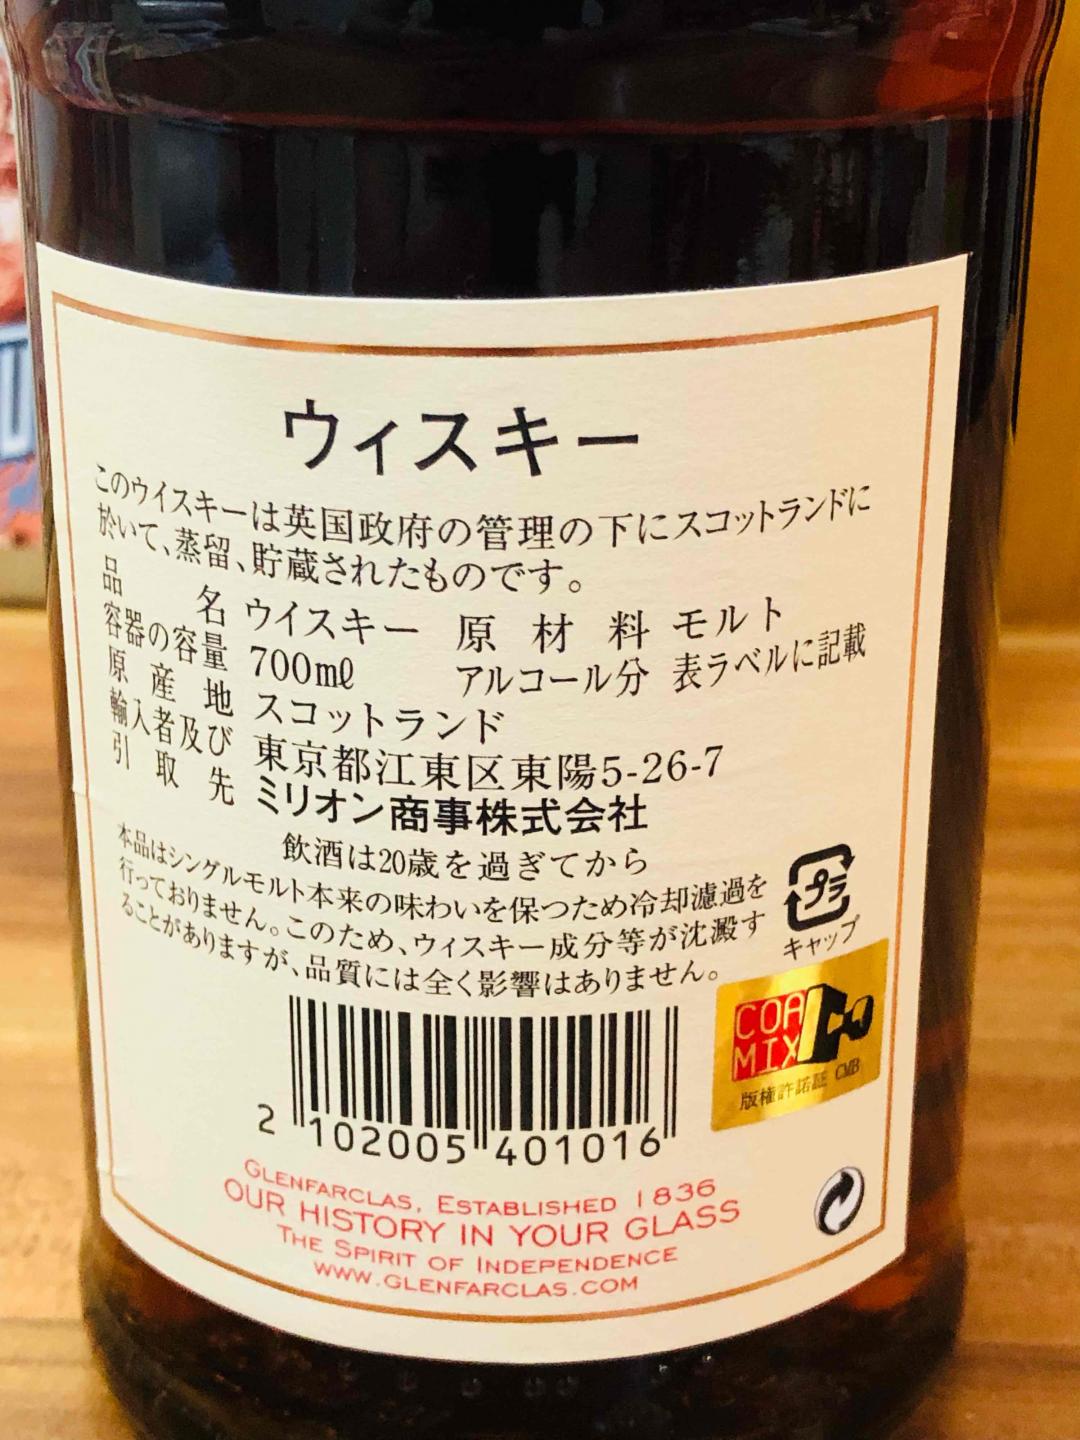 ウィスキー
このウイスキーは英国政府の管理の下にスコットランドに
於いて、蒸留、貯蔵されたものです。
品名 ウイスキー 原材料 モルト
容器の容量 700mℓ アルコール分 表ラベルに記載
原産地 スコットランド
輸入者及び 東京都江東区東陽5-26-7
引取先 ミリオン商事株式会社
飲酒は20歳を過ぎてから
本品はシングルモルト本来の味わいを保つため冷却濾過を
行っておりません。このため、ウィスキー成分等が沈澱す
ることがありますが、品質には全く影響はありません。
プラ
キャップ
COA
MIX
版権許諾証 CMB
2 102005 401016
GLENFARCLAS, ESTABLISHED 1836
OUR HISTORY IN YOUR GLASS
THE SPIRIT OF INDEPENDENCE
WWW.GLENFARCLAS.COM